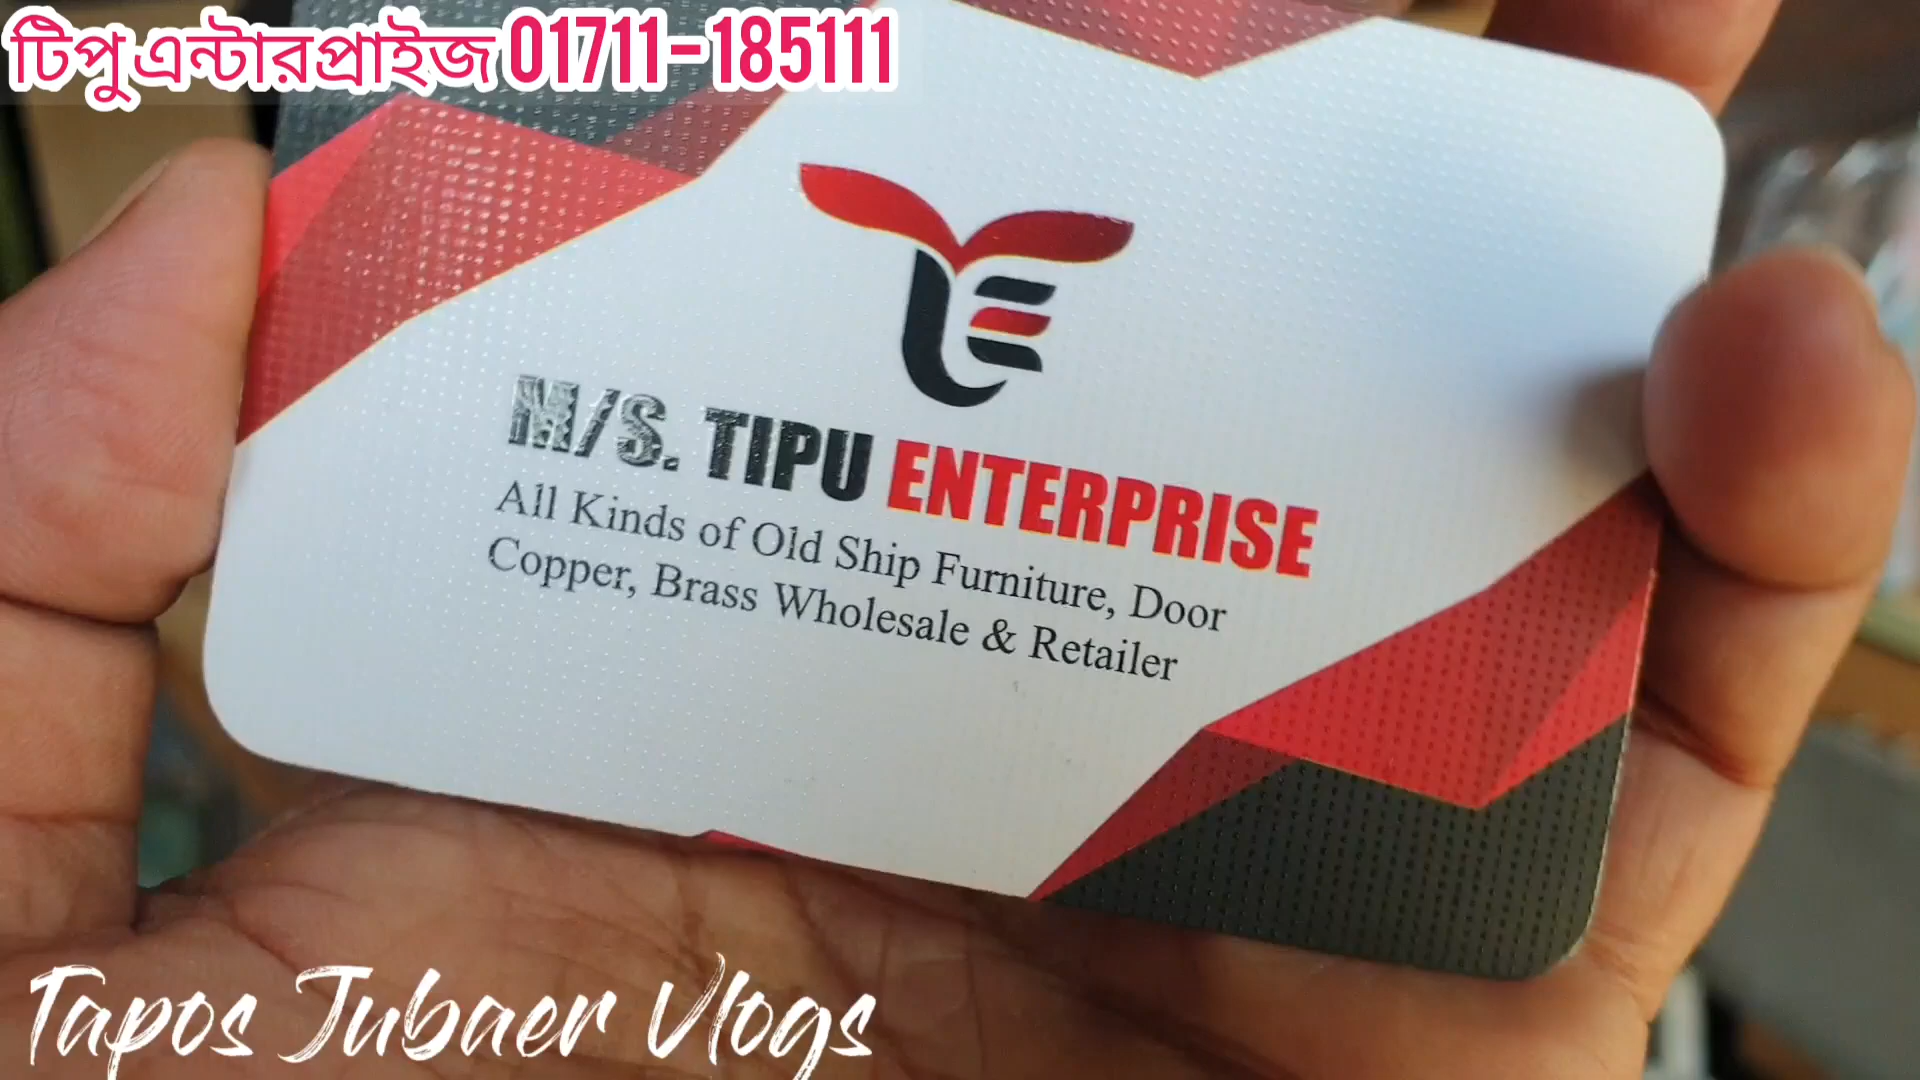 টিপু এন্টারপ্রাইজ 01711-185111
M/S. TIPU ENTERPRISE
All Kinds of Old Ship Furniture, Door
Copper, Brass Wholesale & Retailer
Tapos Jubaer Vlogs